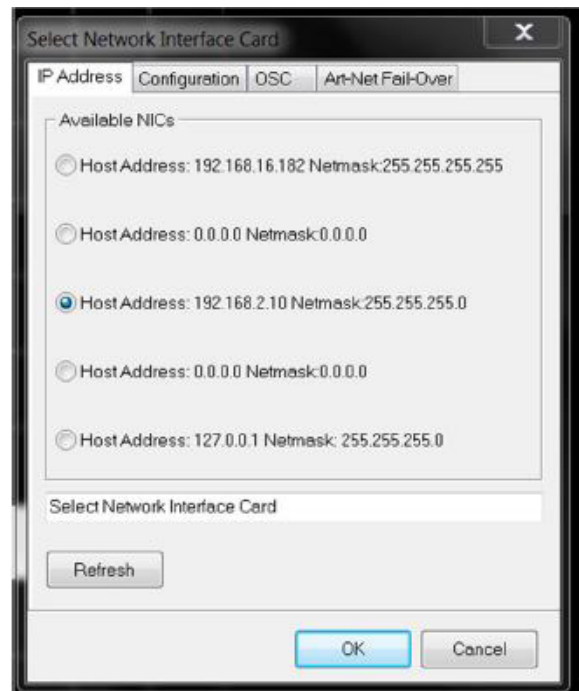 Select Network Interface Card
IP Address Configuration OSC Art-Net Fail-Over
Available NICs
Host Address: 192.168.16.182 Netmask:255.255.255.255
Host Address: 0.0.0.0 Netmask:0.0.0.0
Host Address: 192.168.2.10 Netmask:255.255.255.0
Host Address: 0.0.0.0 Netmask:0.0.0.0
Host Address: 127.0.0.1 Netmask: 255.255.255.0
Select Network Interface Card
Refresh
OK Cancel